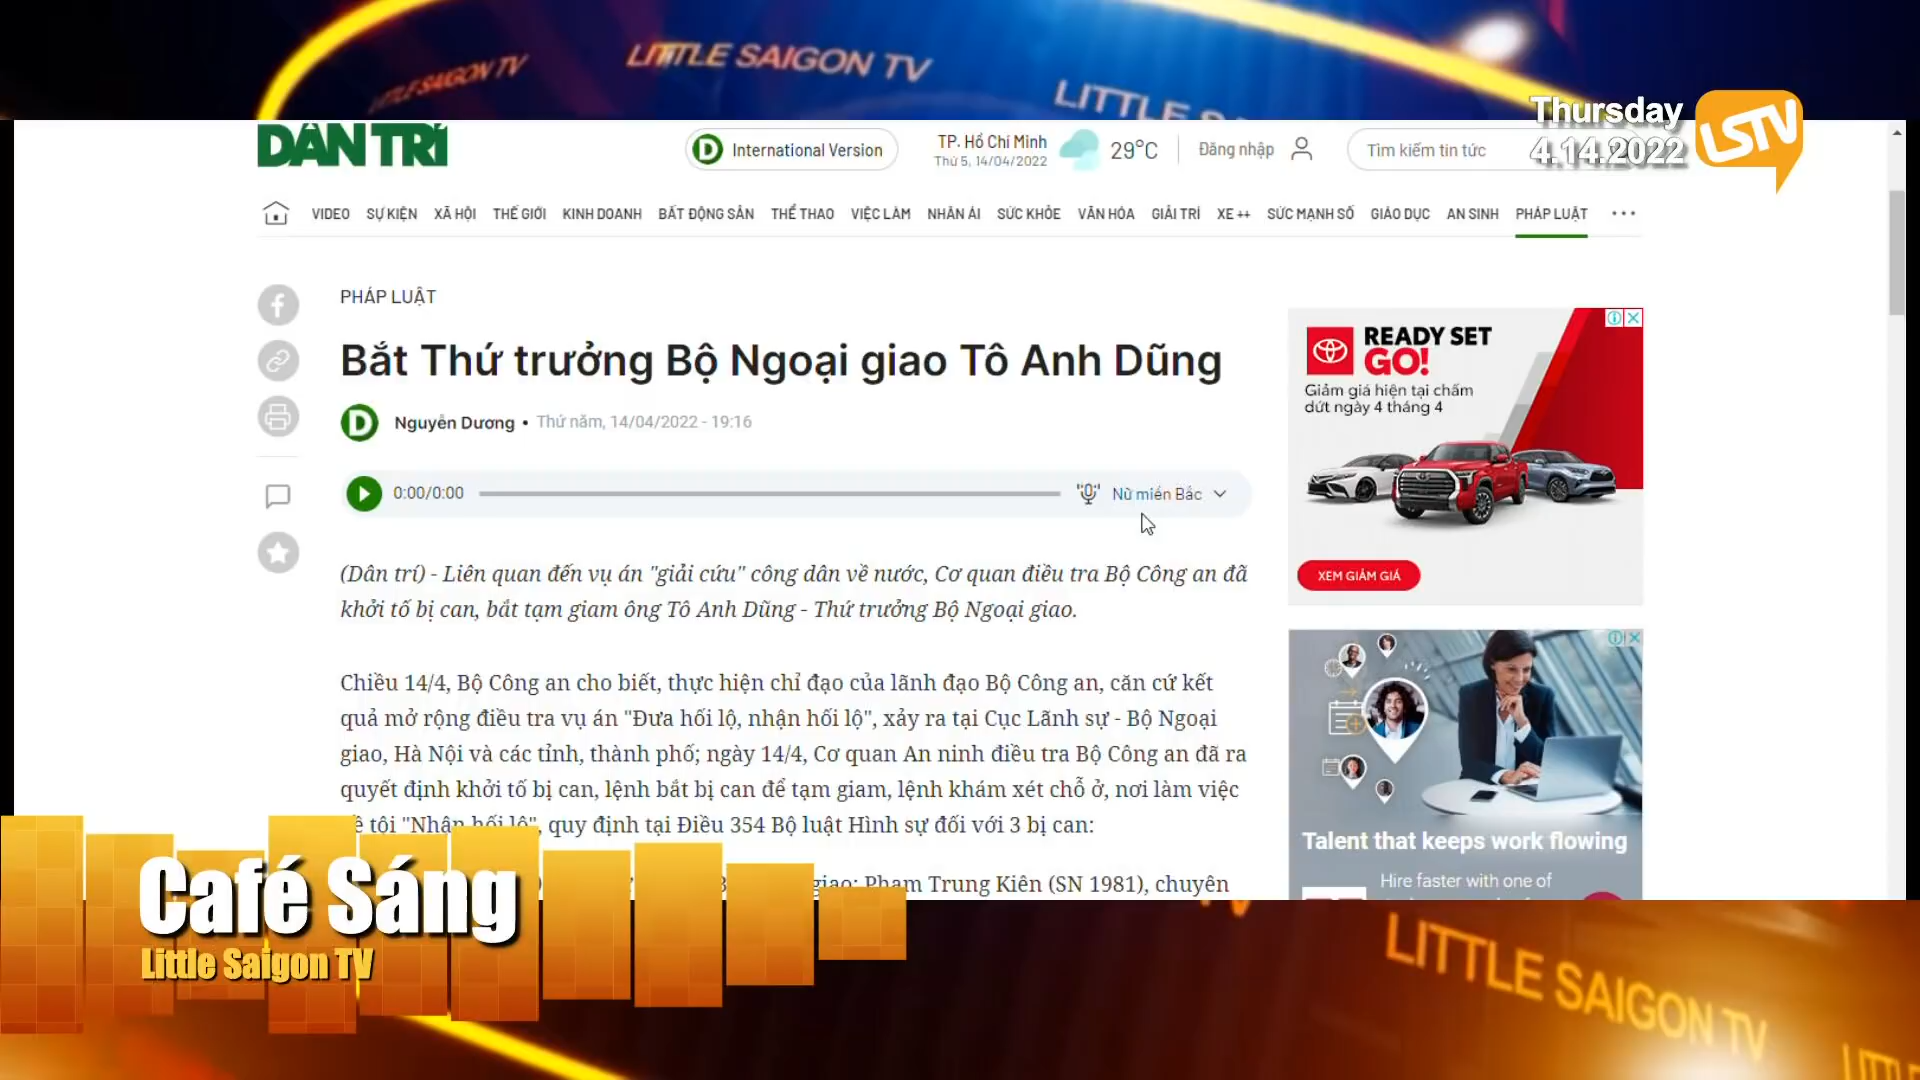 LITTLE SAIGON TV
LITTLE SAIGON TV
LITTLE
Thursday
4.14.2022
LSTV
DÂN TRÍ
International Version
TP. Hồ Chí Minh
Thứ 5, 14/04/2022
29°C
Đăng nhập
Tìm kiếm tin tức
VIDEO SỰ KIỆN XÃ HỘI THẾ GIỚI KINH DOANH BẤT ĐỘNG SẢN THỂ THAO VIỆC LÀM NHÂN ÁI SỨC KHỎE VĂN HÓA GIẢI TRÍ XE ++ SỨC MẠNH SỐ GIÁO DỤC AN SINH PHÁP LUẬT
PHÁP LUẬT
Bắt Thứ trưởng Bộ Ngoại giao Tô Anh Dũng
Nguyễn Dương • Thứ năm, 14/04/2022 - 19:16
0:00/0:00
Nữ miền Bắc
(Dân trí) - Liên quan đến vụ án "giải cứu" công dân về nước, Cơ quan điều tra Bộ Công an đã
khởi tố bị can, bắt tạm giam ông Tô Anh Dũng - Thứ trưởng Bộ Ngoại giao.
Chiều 14/4, Bộ Công an cho biết, thực hiện chỉ đạo của lãnh đạo Bộ Công an, căn cứ kết
quả mở rộng điều tra vụ án "Đưa hối lộ, nhận hối lộ", xảy ra tại Cục Lãnh sự - Bộ Ngoại
giao, Hà Nội và các tỉnh, thành phố; ngày 14/4, Cơ quan An ninh điều tra Bộ Công an đã ra
quyết định khởi tố bị can, lệnh bắt bị can để tạm giam, lệnh khám xét chỗ ở, nơi làm việc
tội "Nhận hối lộ", quy định tại Điều 354 Bộ luật Hình sự đối với 3 bị can:
giao; Phạm Trung Kiên (SN 1981), chuyên
READY SET
GO!
Giảm giá hiện tại chấm
dứt ngày 4 tháng 4
XEM GIẢM GIÁ
Talent that keeps work flowing
Hire faster with one of
Café Sáng
Little Saigon TV
LITTLE SAIGON TV